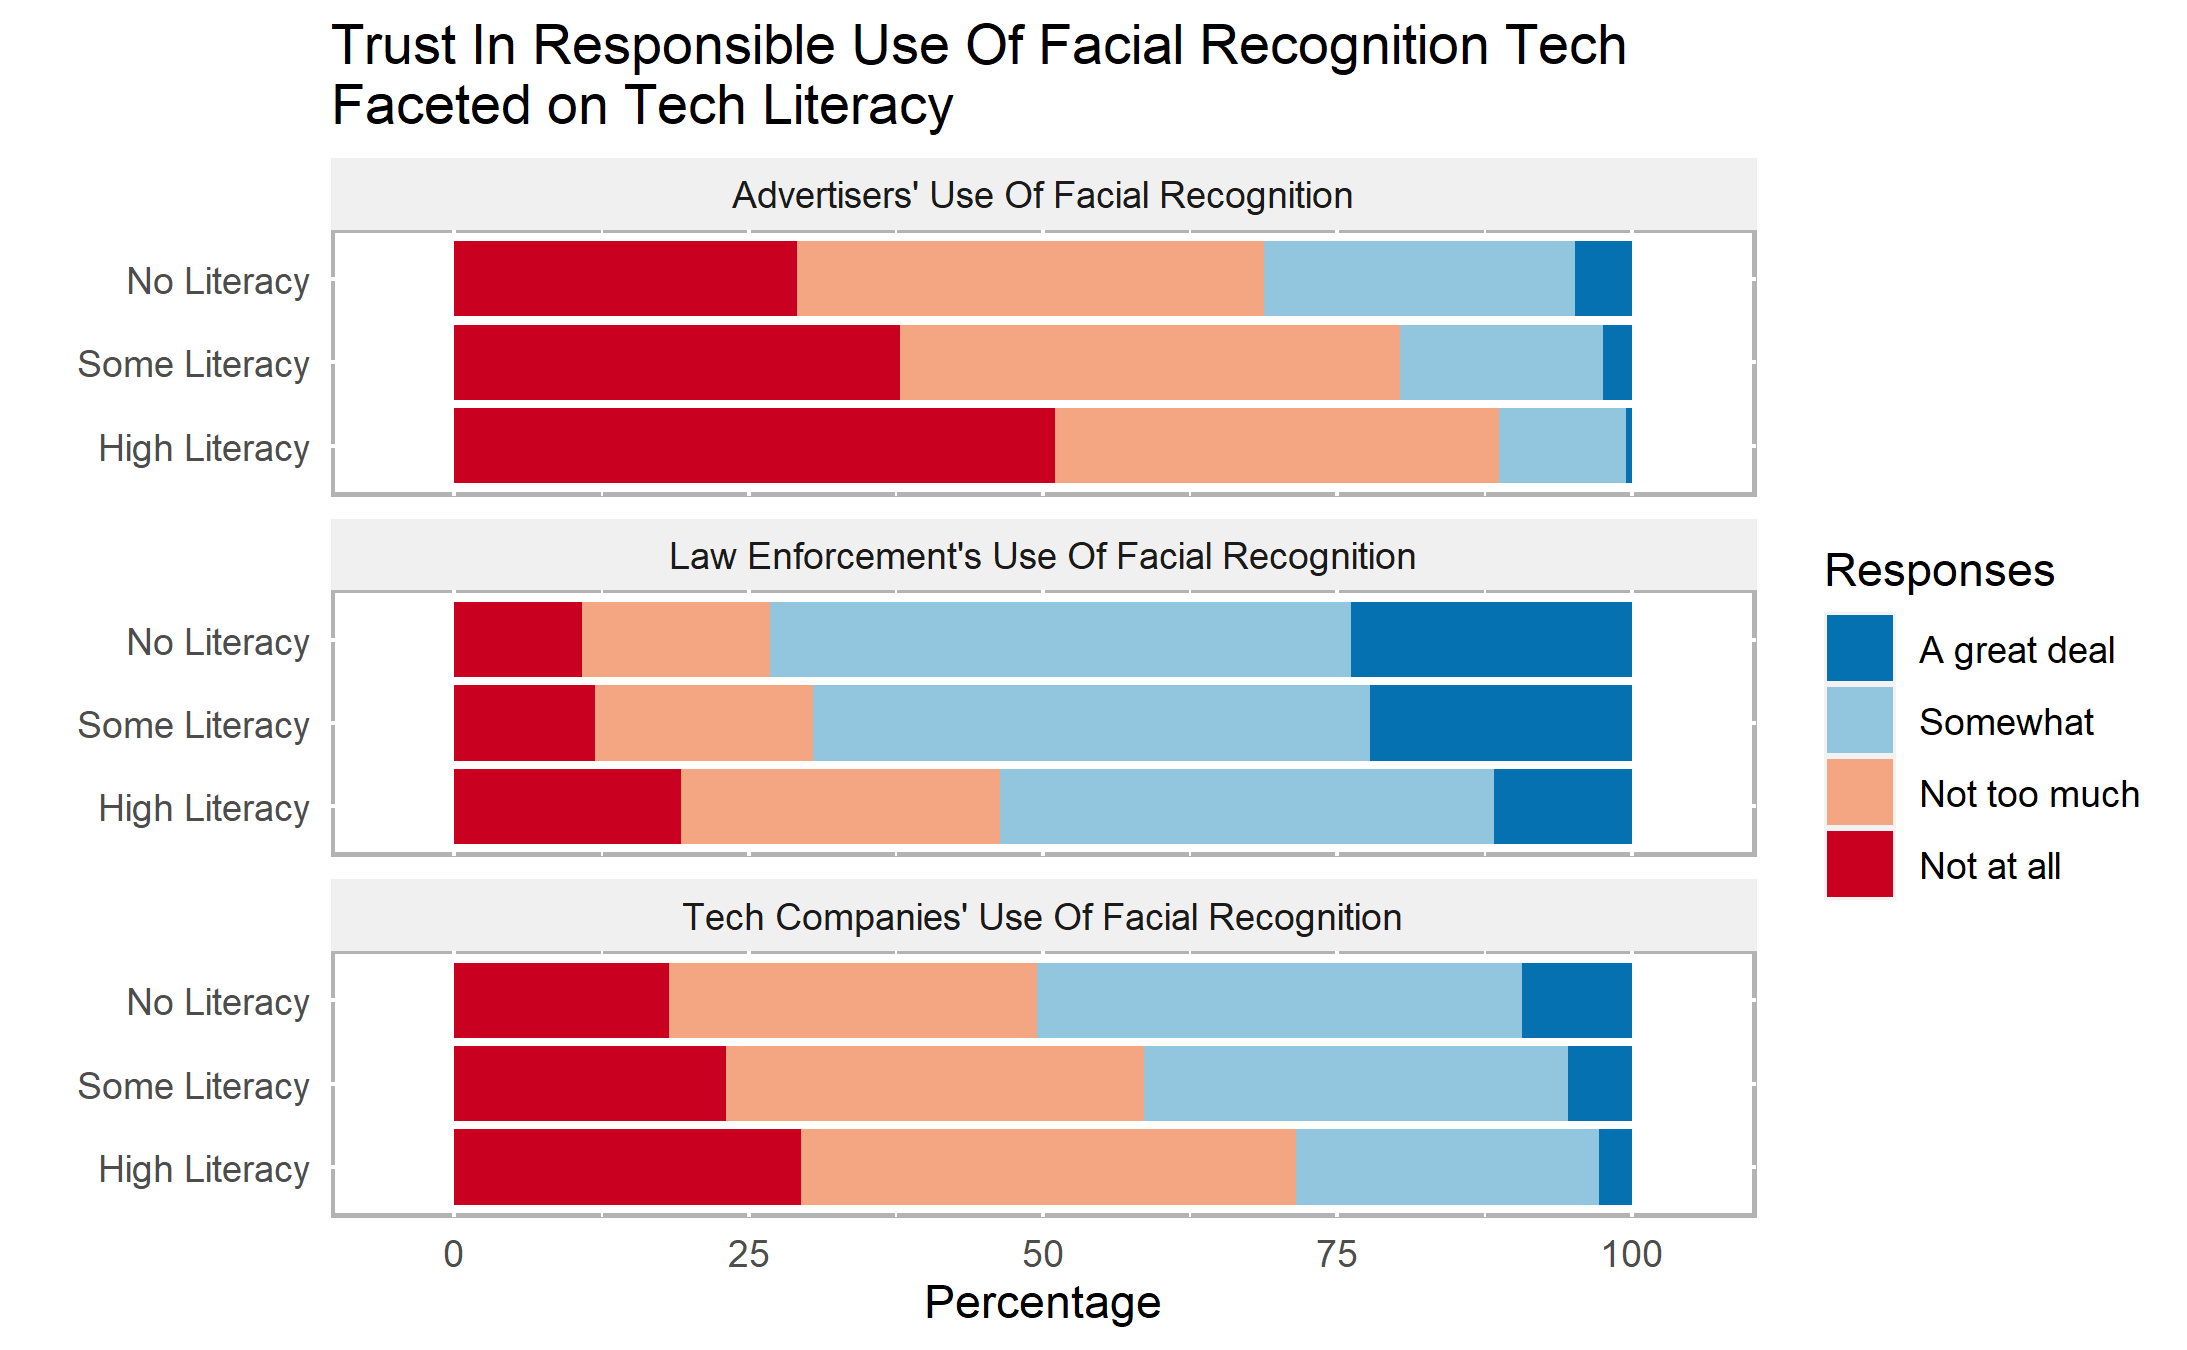 Trust In Responsible Use Of Facial Recognition Tech
Faceted on Tech Literacy
Advertisers' Use Of Facial Recognition
No Literacy
Some Literacy
High Literacy
Law Enforcement's Use Of Facial Recognition
No Literacy
Some Literacy
High Literacy
Tech Companies' Use Of Facial Recognition
No Literacy
Some Literacy
High Literacy
0 25 50 75 100
Percentage
Responses
A great deal
Somewhat
Not too much
Not at all